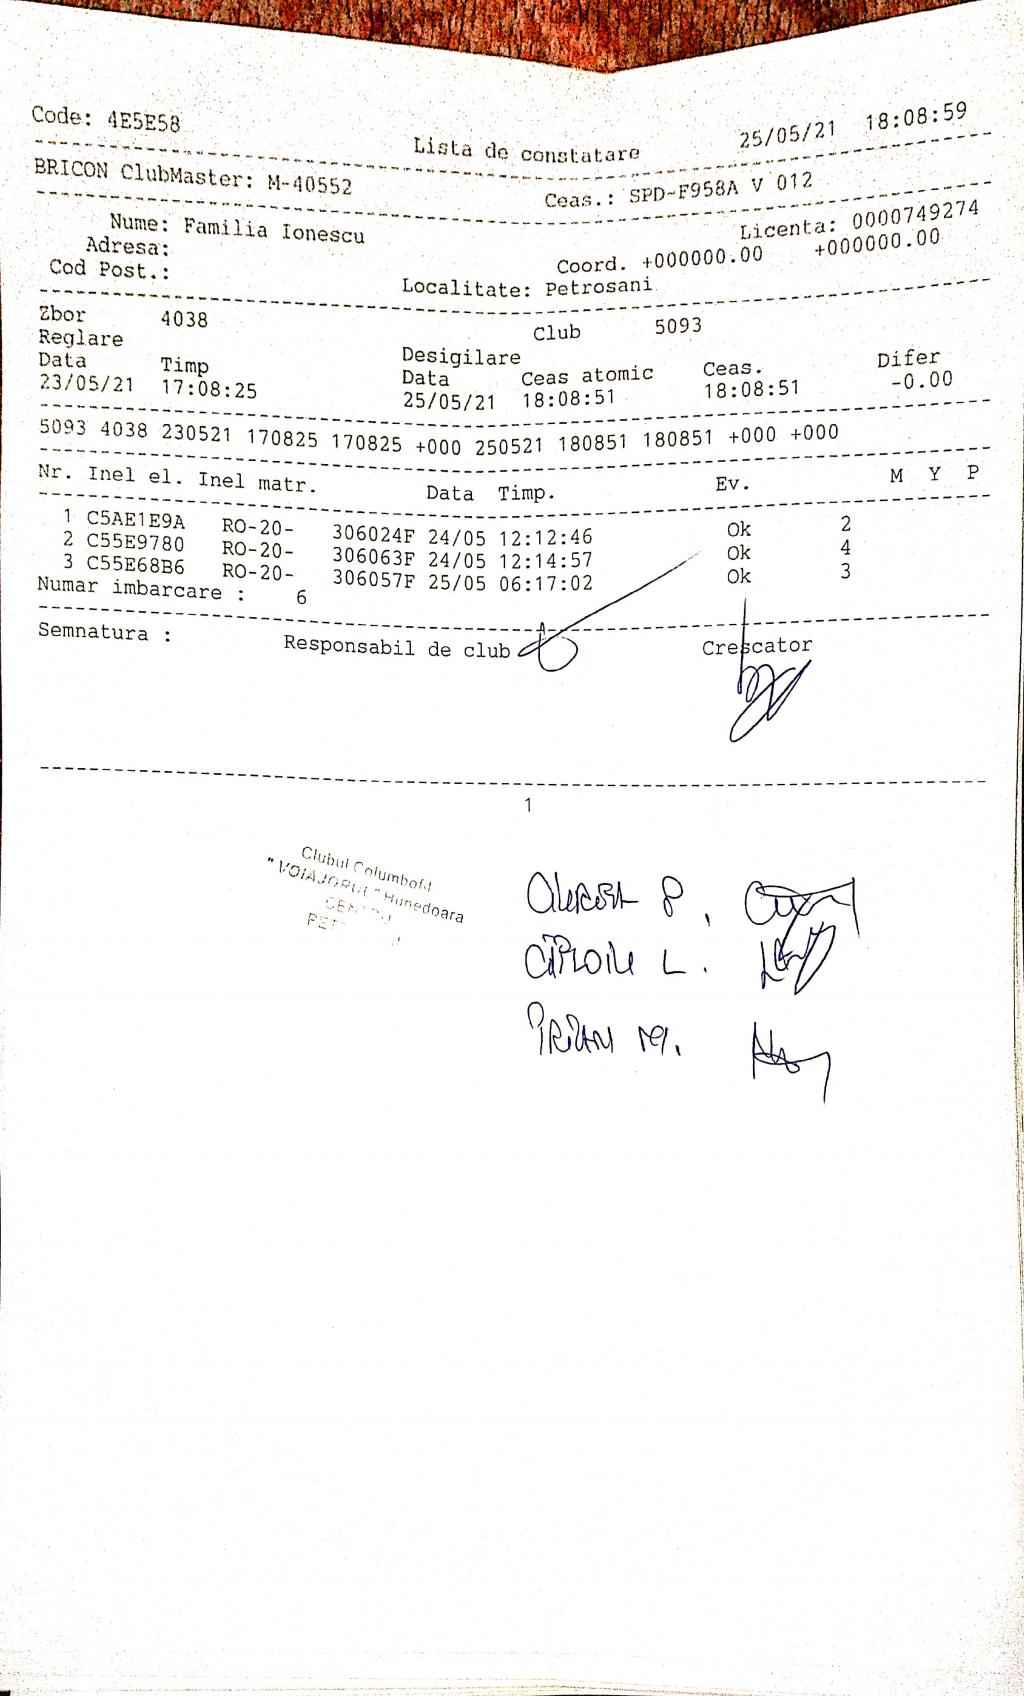 Code: 4E5E58 Lista de constatare 25/05/21 18:08:59
BRICON ClubMaster: M-40552 Ceas.: SPD-F958A V 012
Nume: Familia Ionescu Licenta: 0000749274
Adresa: Coord. +000000.00 +000000.00
Cod Post.: Localitate: Petrosani
Zbor 4038 Club 5093
Reglare Desigilare
Data Timp Data Ceas atomic Ceas. Difer
23/05/21 17:08:25 25/05/21 18:08:51 18:08:51 -0.00
5093 4038 230521 170825 170825 +000 250521 180851 180851 +000 +000
Nr. Inel el. Inel matr. Data Timp. Ev. M Y P
1 C5AE1E9A RO-20- 306024F 24/05 12:12:46 Ok 2
2 C55E9780 RO-20- 306063F 24/05 12:14:57 Ok 4
3 C55E68B6 RO-20- 306057F 25/05 06:17:02 Ok 3
Numar imbarcare : 6
Semnatura : Responsabil de club Crescator
1
Clubul Columbofil
"VOIAJORUL" Hunedoara
L.
M.